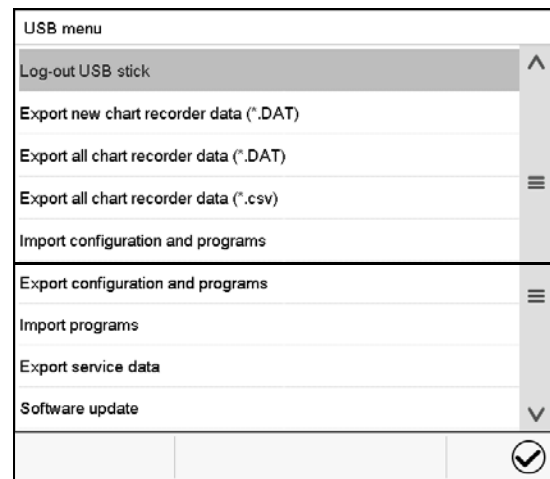 USB menu
Log-out USB stick
Export new chart recorder data (*.DAT)
Export all chart recorder data (*.DAT)
Export all chart recorder data (*.csv)
Import configuration and programs
Export configuration and programs
Import programs
Export service data
Software update